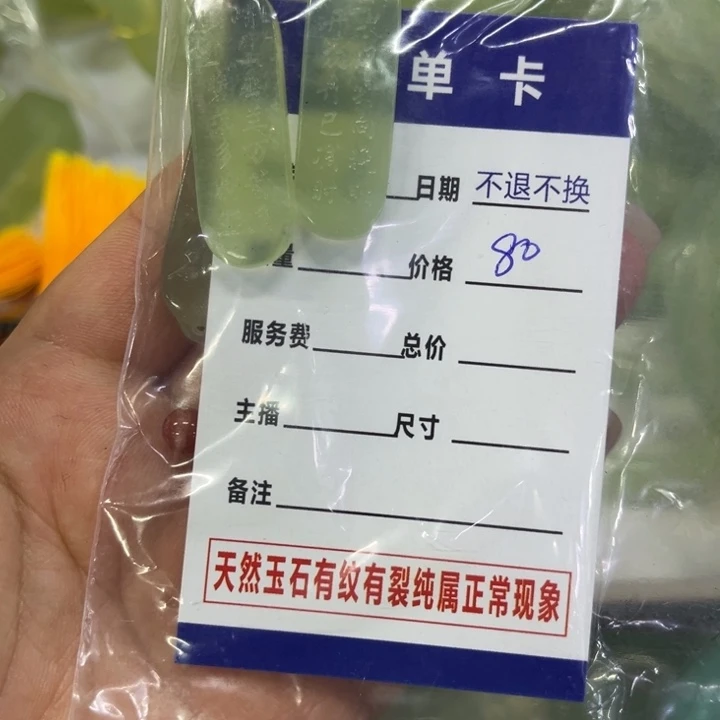 单卡
日期 不退不换
量 价格 80
服务费 总价
主播 尺寸
备注
天然玉石有纹有裂纯属正常现象